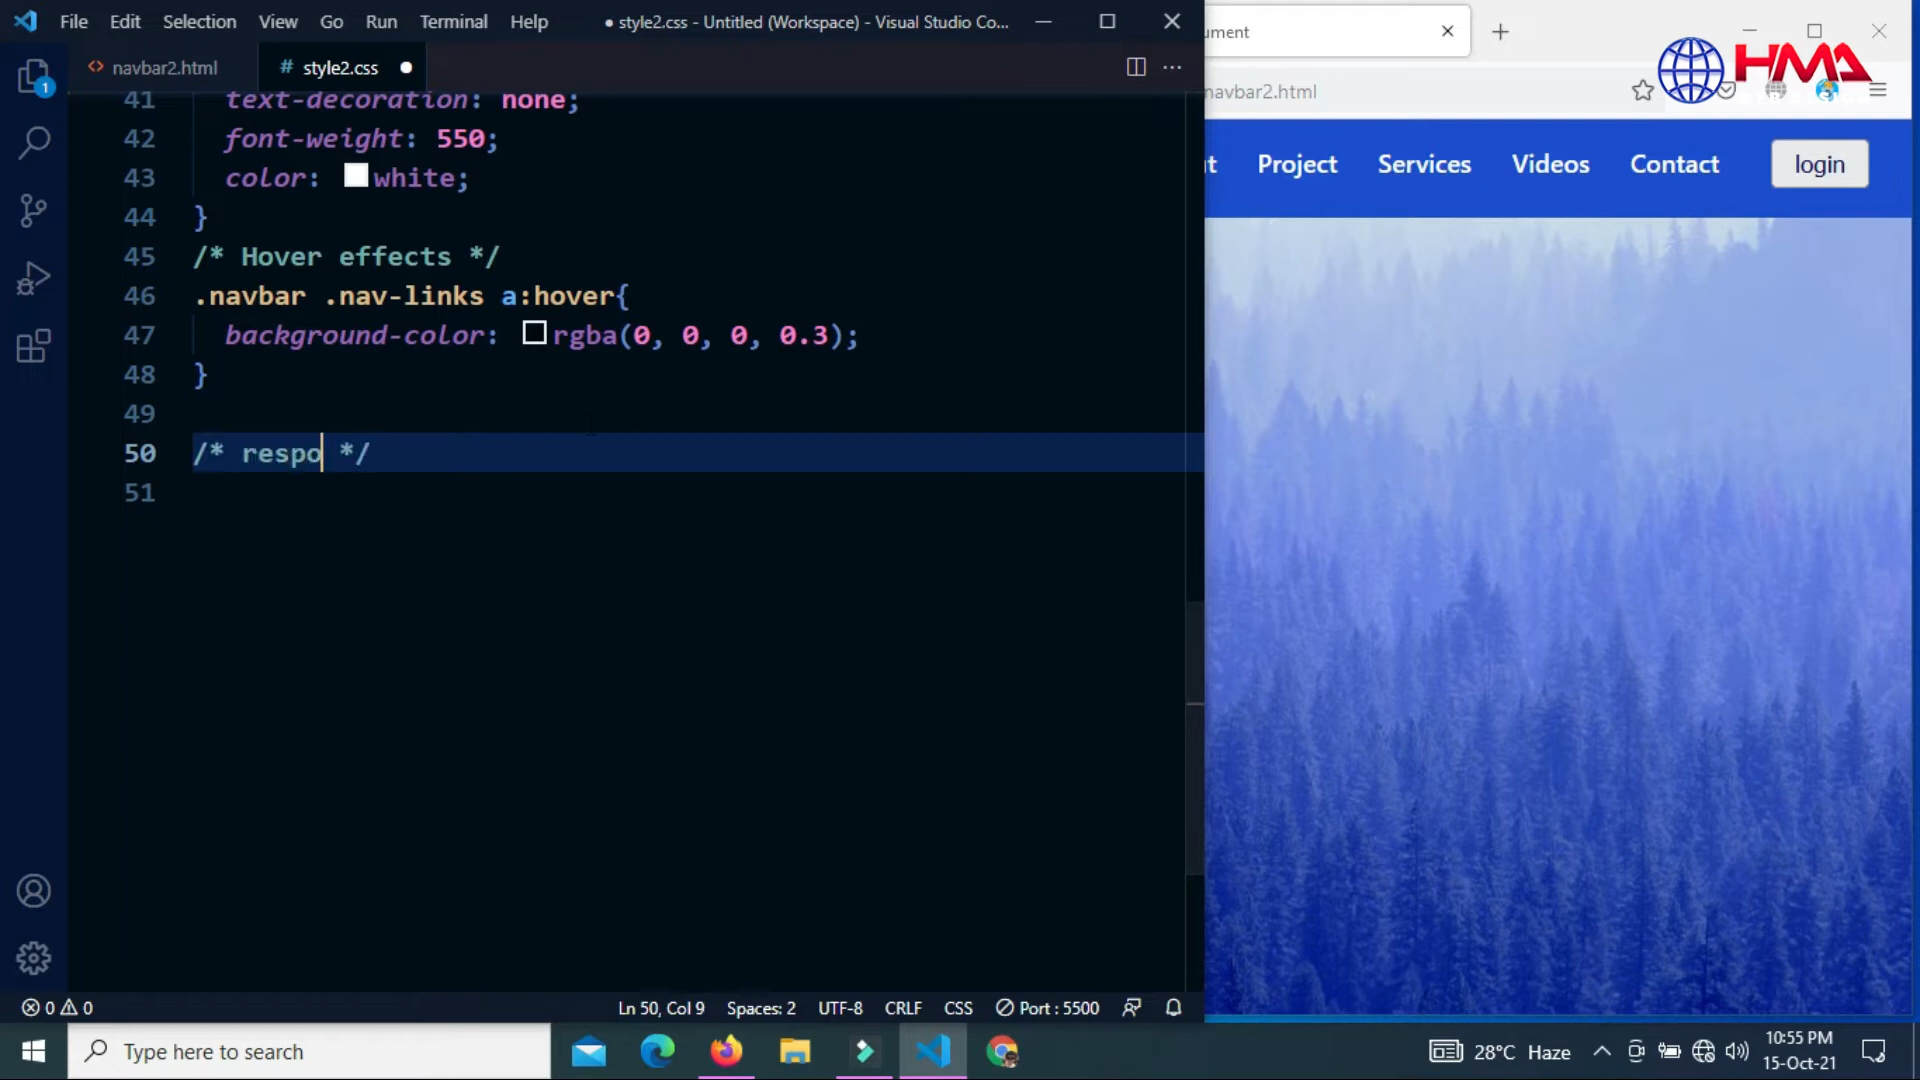 File Edit Selection View Go Run Terminal Help ● style2.css - Untitled (Workspace) - Visual Studio Co...
navbar2.html # style2.css
41 text-decoration: none;
42 font-weight: 550;
43 color: white;
44 }
45 /* Hover effects */
46 .navbar .nav-links a:hover{
47 background-color: rgba(0, 0, 0, 0.3);
48 }
49
50 /* respo */
51
1
0 0 Ln 50, Col 9 Spaces: 2 UTF-8 CRLF CSS Port : 5500
ument
HMA
navbar2.html
t Project Services Videos Contact login
Type here to search
28°C Haze
10:55 PM
15-Oct-21